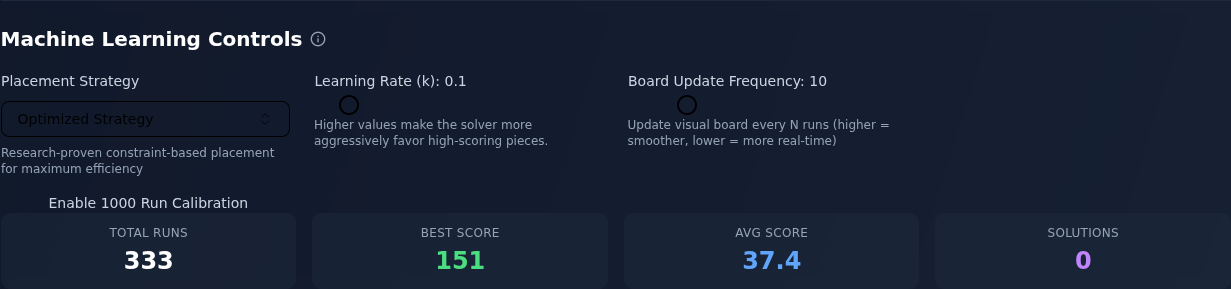 Machine Learning Controls
Placement Strategy
Optimized Strategy
Research-proven constraint-based placement
for maximum efficiency
Learning Rate (k): 0.1
Higher values make the solver more
aggressively favor high-scoring pieces.
Board Update Frequency: 10
Update visual board every N runs (higher =
smoother, lower = more real-time)
Enable 1000 Run Calibration
TOTAL RUNS
333
BEST SCORE
151
AVG SCORE
37.4
SOLUTIONS
0